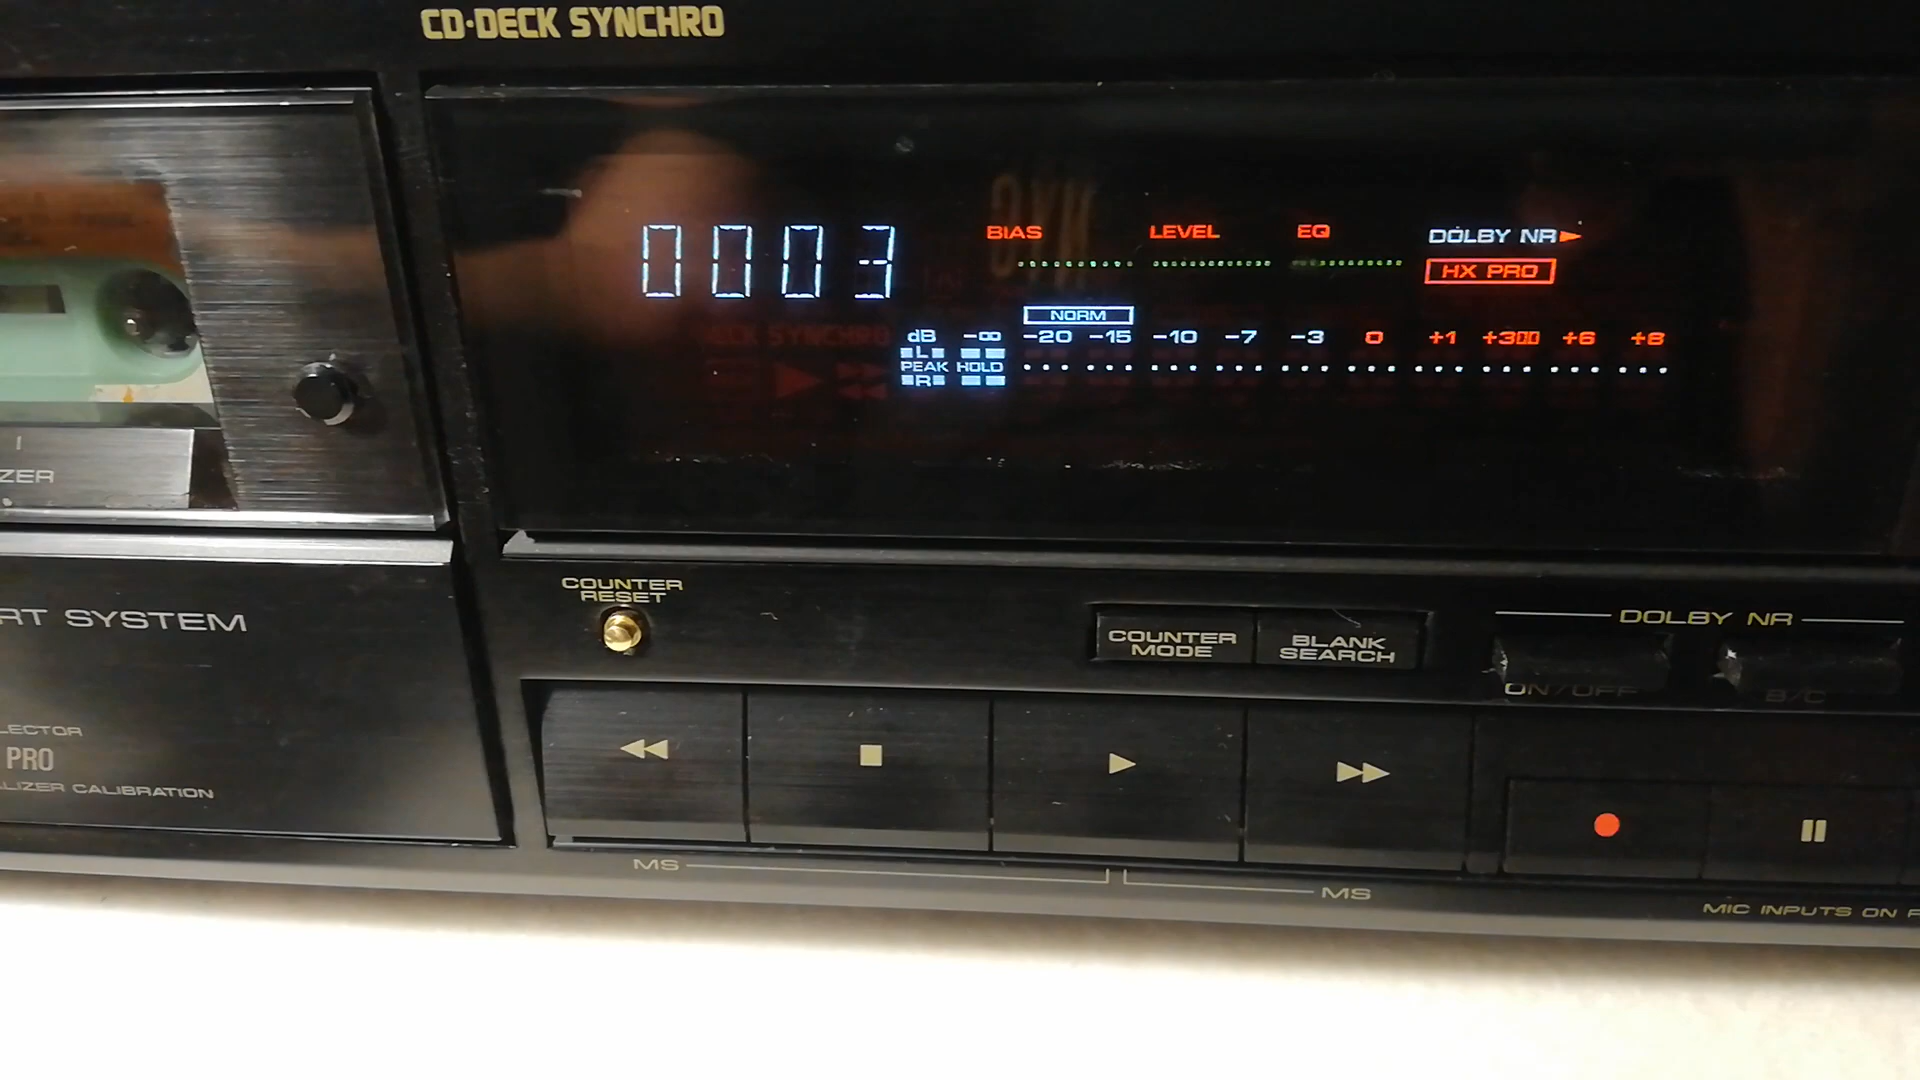 CD·DECK SYNCHRO
0003
BIAS LEVEL EQ DOLBY NR
HX PRO
NORM
dB -∞ -20 -15 -10 -7 -3 0 +1 +3 +6 +8
L
PEAK HOLD
R
DECK SYNCHRO
ZER
COUNTER
RESET
RT SYSTEM
COUNTER
MODE
BLANK
SEARCH
DOLBY NR
ON/OFF
B/C
LECTOR
PRO
LIZER CALIBRATION
MS
MS
MIC INPUTS ON